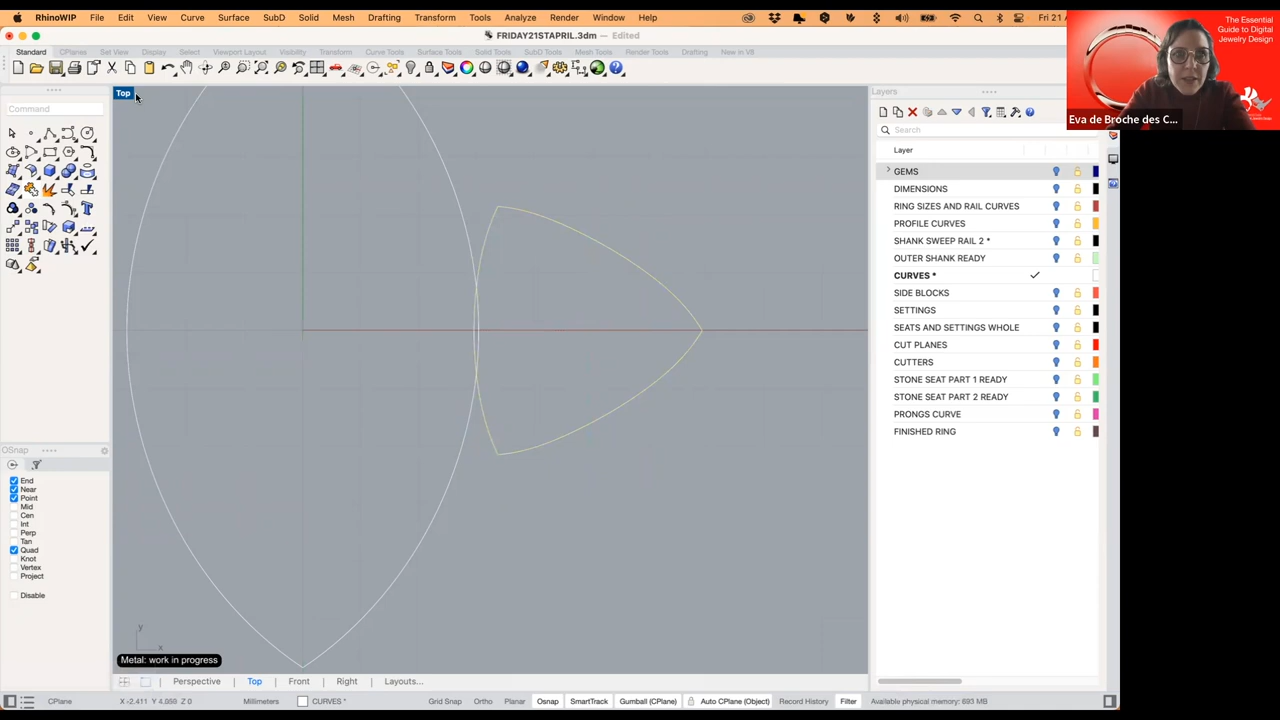 RhinoWIP File Edit View Curve Surface SubD Solid Mesh Drafting Transform Tools Analyze Render Window Help Fri 21
FRIDAY21STAPRIL.3dm — Edited
Standard CPlanes Set View Display Select Viewport Layout Visibility Transform Curve Tools Surface Tools Solid Tools SubD Tools Mesh Tools Render Tools Drafting New in V8
The Essential
Guide to Digital
Jewelry Design
Eva de Broche des C...
Command
Top
Layers
Search
Layer
GEMS
DIMENSIONS
RING SIZES AND RAIL CURVES
PROFILE CURVES
SHANK SWEEP RAIL 2 *
OUTER SHANK READY
CURVES *
SIDE BLOCKS
SETTINGS
SEATS AND SETTINGS WHOLE
CUT PLANES
CUTTERS
STONE SEAT PART 1 READY
STONE SEAT PART 2 READY
PRONGS CURVE
FINISHED RING
OSnap
End
Near
Point
Mid
Cen
Int
Perp
Tan
Quad
Knot
Vertex
Project
Disable
y
x
Metal: work in progress
Perspective Top Front Right Layouts...
CPlane X -2.411 Y 4.059 Z 0 Millimeters CURVES * Grid Snap Ortho Planar Osnap SmartTrack Gumball (CPlane) Auto CPlane (Object) Record History Filter Available physical memory: 693 MB